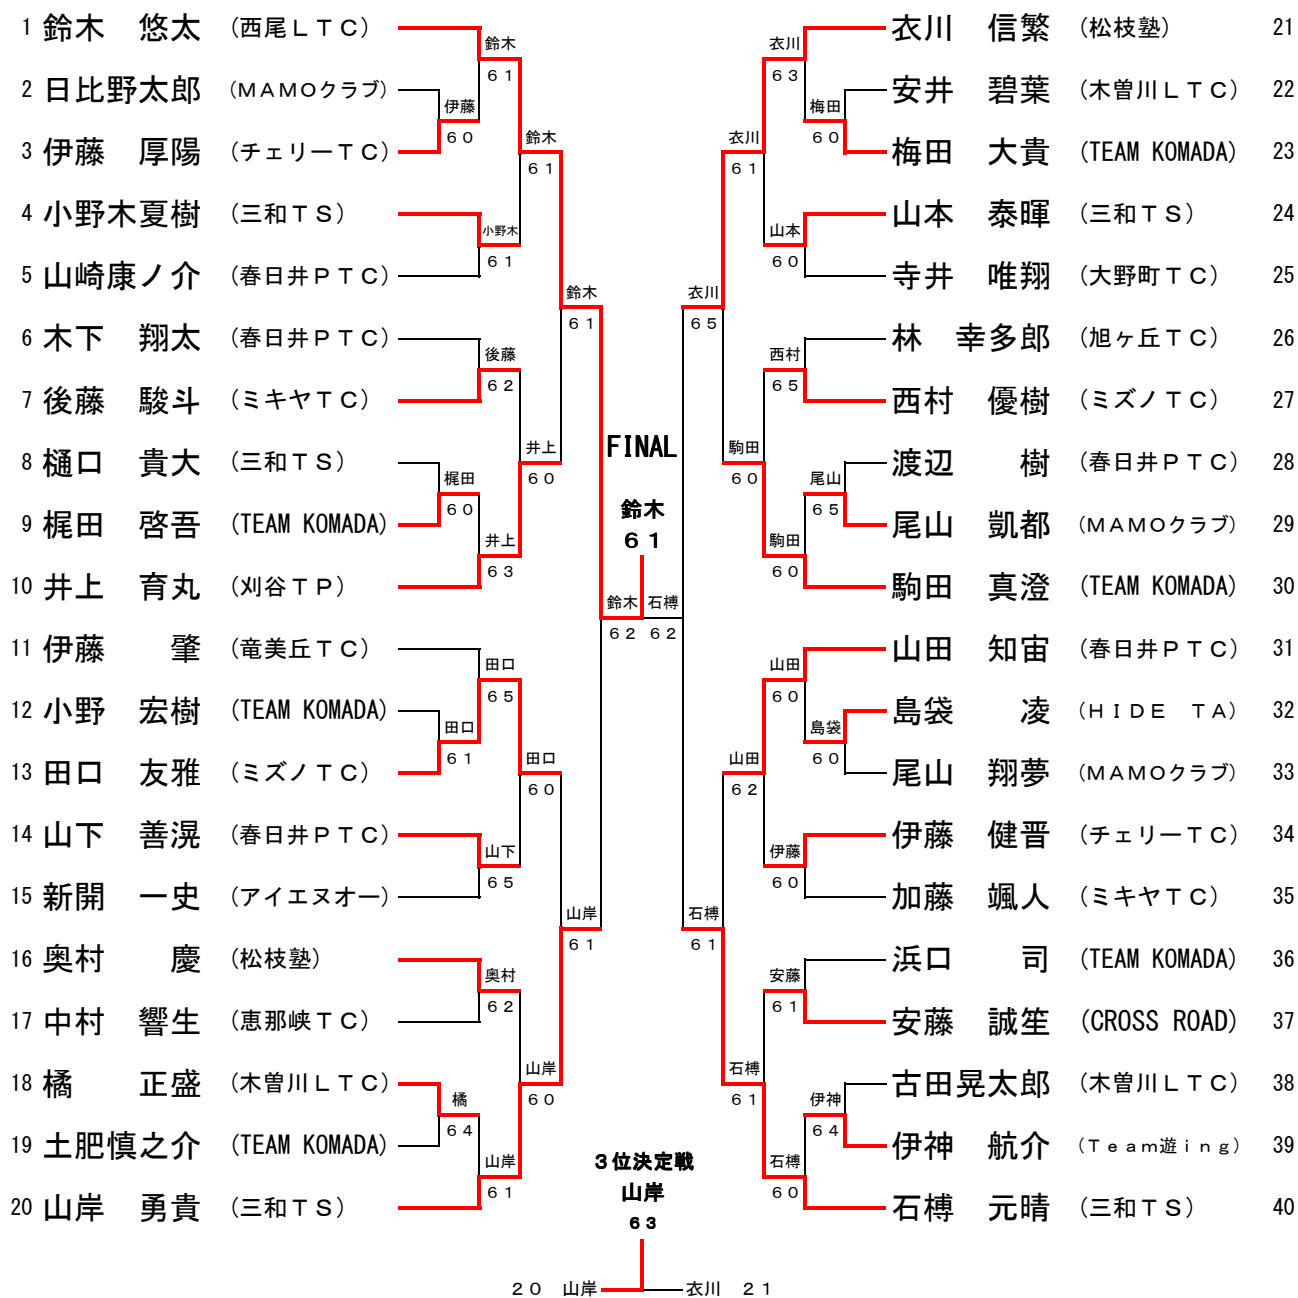 1 鈴木　悠太 (西尾ＬＴＣ)
2 日比野太郎 (ＭＡＭＯクラブ)
3 伊藤　厚陽 (チェリーＴＣ)
4 小野木夏樹 (三和ＴＳ)
5 山崎康ノ介 (春日井ＰＴＣ)
6 木下　翔太 (春日井ＰＴＣ)
7 後藤　駿斗 (ミキヤＴＣ)
8 樋口　貴大 (三和ＴＳ)
9 梶田　啓吾 (TEAM KOMADA)
10 井上　育丸 (刈谷ＴＰ)
11 伊藤　肇 (竜美丘ＴＣ)
12 小野　宏樹 (TEAM KOMADA)
13 田口　友雅 (ミズノＴＣ)
14 山下　善滉 (春日井ＰＴＣ)
15 新開　一史 (アイエヌオー)
16 奥村　慶 (松枝塾)
17 中村　響生 (恵那峡ＴＣ)
18 橘　正盛 (木曽川ＬＴＣ)
19 土肥慎之介 (TEAM KOMADA)
20 山岸　勇貴 (三和ＴＳ)
鈴木
６１
伊藤
６０
小野木
６１
後藤
６２
梶田
６０
井上
６３
田口
６５
田口
６１
山下
６５
奥村
６２
橘
６４
山岸
６１
鈴木
６１
井上
６０
田口
６０
山岸
６０
鈴木
６１
山岸
６１
FINAL
鈴木
６１
鈴木 石榑
６２ ６２
３位決定戦
山岸
６３
２０ 山岸 衣川 ２１
衣川
６５
石榑
６１
衣川
６１
駒田
６０
山田
６２
石榑
６１
衣川
６３
梅田
６０
山本
６０
西村
６５
尾山
６５
駒田
６０
山田
６０
島袋
６０
伊藤
６０
安藤
６１
伊神
６４
石榑
６０
衣川　信繁 (松枝塾) 21
安井　碧葉 (木曽川ＬＴＣ) 22
梅田　大貴 (TEAM KOMADA) 23
山本　泰暉 (三和ＴＳ) 24
寺井　唯翔 (大野町ＴＣ) 25
林　幸多郎 (旭ヶ丘ＴＣ) 26
西村　優樹 (ミズノＴＣ) 27
渡辺　樹 (春日井ＰＴＣ) 28
尾山　凱都 (ＭＡＭＯクラブ) 29
駒田　真澄 (TEAM KOMADA) 30
山田　知宙 (春日井ＰＴＣ) 31
島袋　凌 (ＨＩＤＥ　ＴＡ) 32
尾山　翔夢 (ＭＡＭＯクラブ) 33
伊藤　健晋 (チェリーＴＣ) 34
加藤　颯人 (ミキヤＴＣ) 35
浜口　司 (TEAM KOMADA) 36
安藤　誠笙 (CROSS ROAD) 37
古田晃太郎 (木曽川ＬＴＣ) 38
伊神　航介 (Ｔｅａｍ遊ｉｎｇ) 39
石榑　元晴 (三和ＴＳ) 40